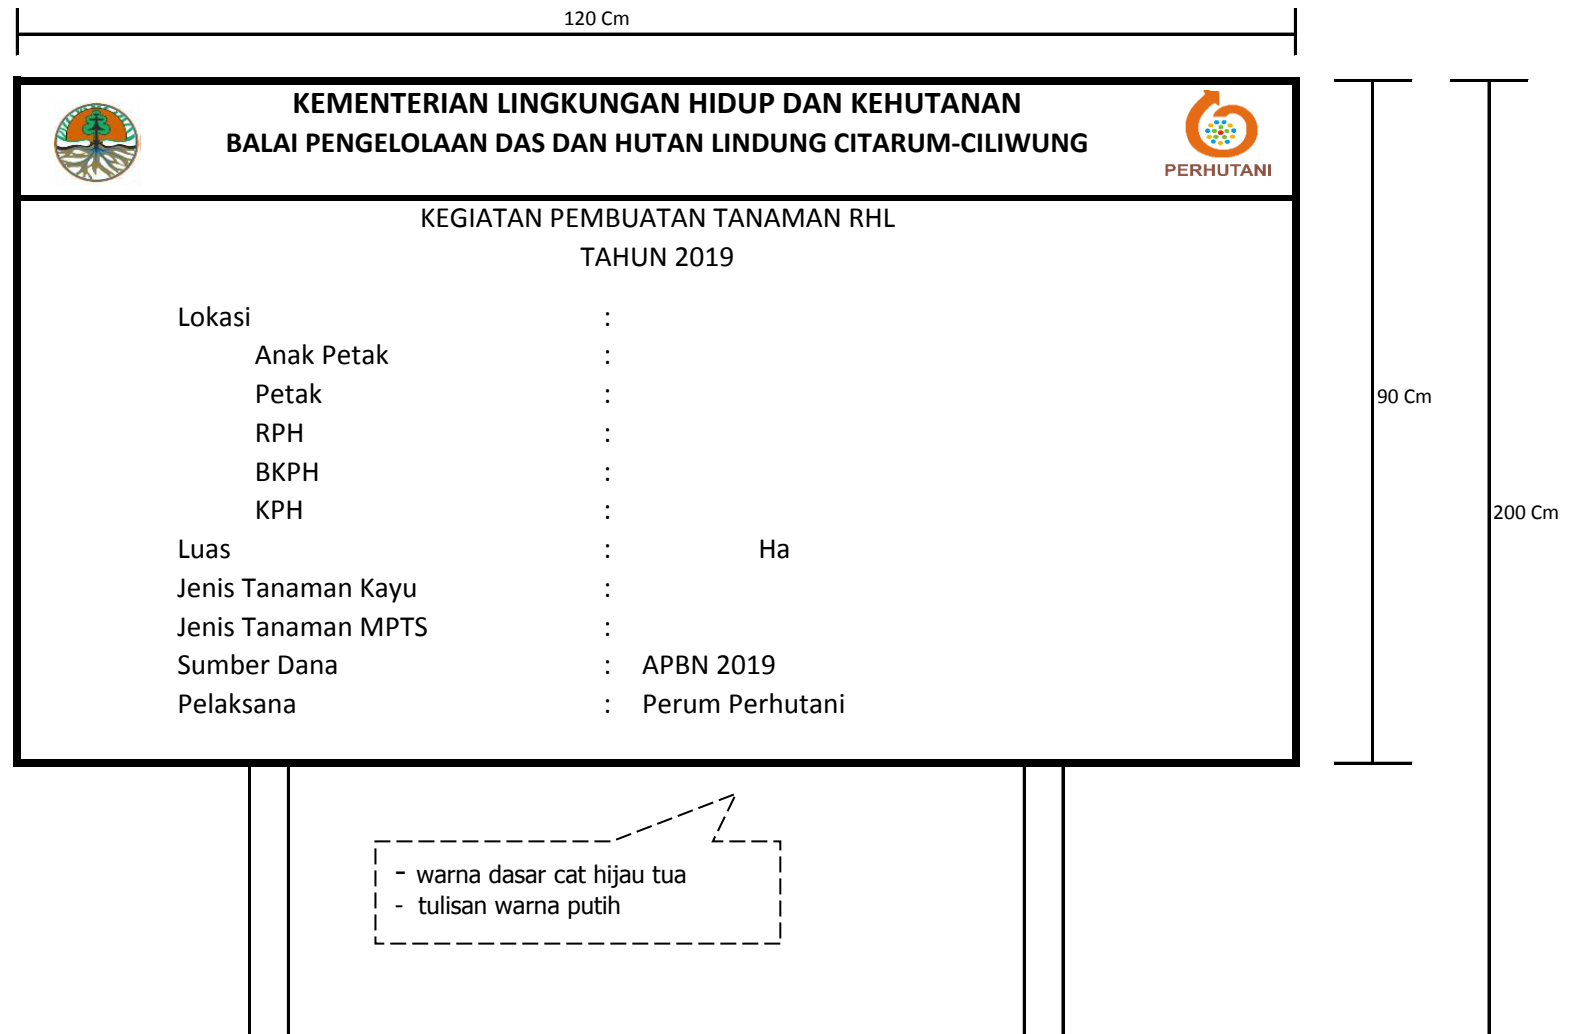 120 Cm
KEMENTERIAN LINGKUNGAN HIDUP DAN KEHUTANAN
BALAI PENGELOLAAN DAS DAN HUTAN LINDUNG CITARUM-CILIWUNG
PERHUTANI
KEGIATAN PEMBUATAN TANAMAN RHL
TAHUN 2019
Lokasi :
Anak Petak :
Petak :
RPH :
BKPH :
KPH :
Luas : Ha
Jenis Tanaman Kayu :
Jenis Tanaman MPTS :
Sumber Dana : APBN 2019
Pelaksana : Perum Perhutani
90 Cm
200 Cm
- warna dasar cat hijau tua
- tulisan warna putih